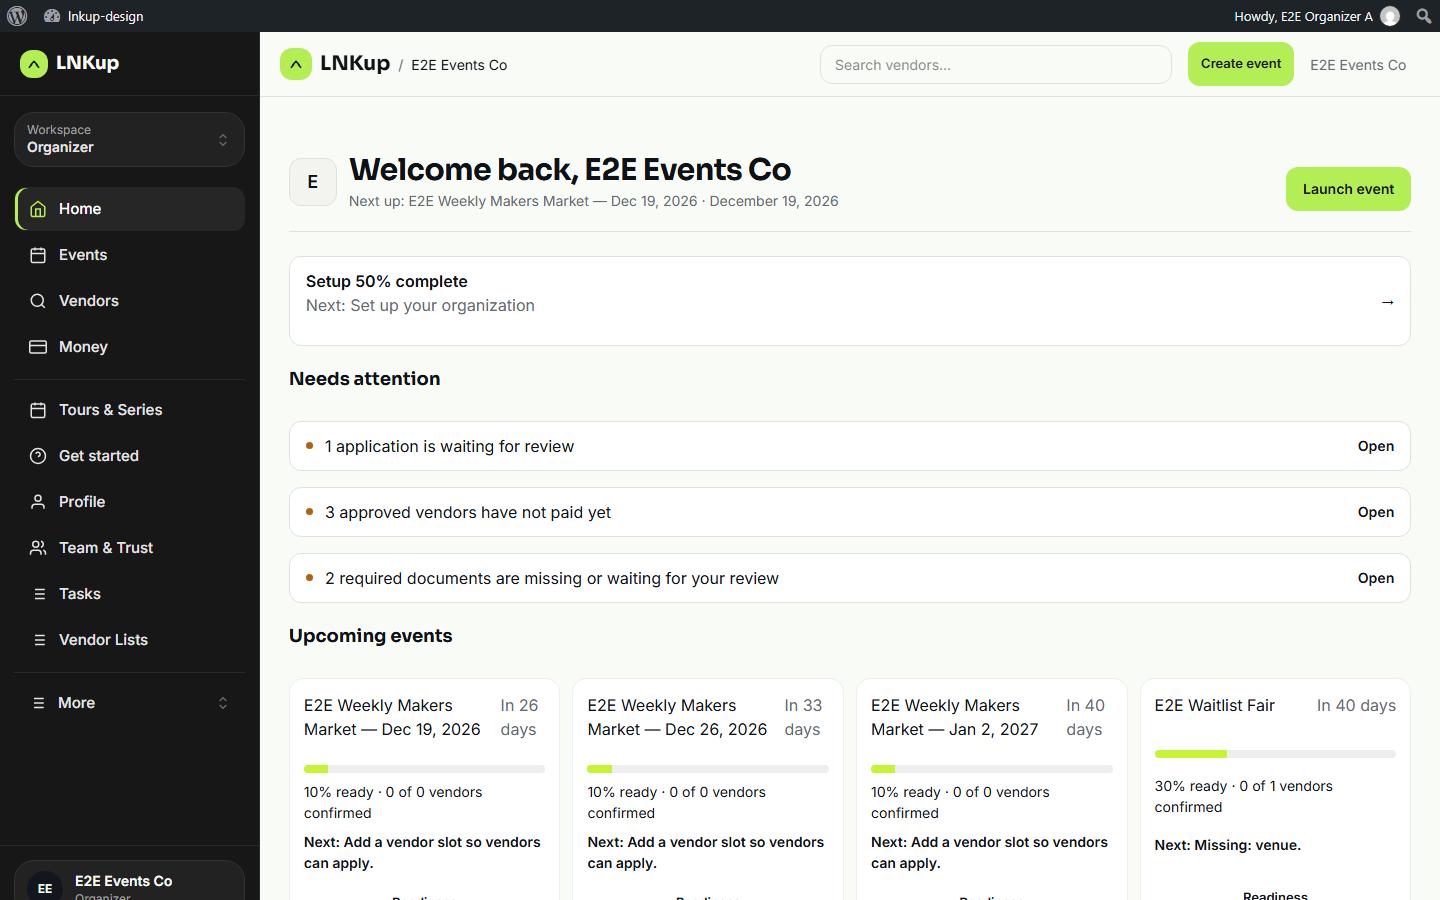 lnkup-design
Howdy, E2E Organizer A
LNKup
LNKup / E2E Events Co
Search vendors...
Create event
E2E Events Co
Workspace
Organizer
Home
Events
Vendors
Money
Tours & Series
Get started
Profile
Team & Trust
Tasks
Vendor Lists
More
EE
E2E Events Co
Organizer
E
Welcome back, E2E Events Co
Next up: E2E Weekly Makers Market — Dec 19, 2026 · December 19, 2026
Launch event
Setup 50% complete
Next: Set up your organization
→
Needs attention
1 application is waiting for review
Open
3 approved vendors have not paid yet
Open
2 required documents are missing or waiting for your review
Open
Upcoming events
E2E Weekly Makers
Market — Dec 19, 2026
In 26
days
10% ready · 0 of 0 vendors
confirmed
Next: Add a vendor slot so vendors
can apply.
Readiness
E2E Weekly Makers
Market — Dec 26, 2026
In 33
days
10% ready · 0 of 0 vendors
confirmed
Next: Add a vendor slot so vendors
can apply.
Readiness
E2E Weekly Makers
Market — Jan 2, 2027
In 40
days
10% ready · 0 of 0 vendors
confirmed
Next: Add a vendor slot so vendors
can apply.
Readiness
E2E Waitlist Fair
In 40 days
30% ready · 0 of 1 vendors
confirmed
Next: Missing: venue.
Readiness